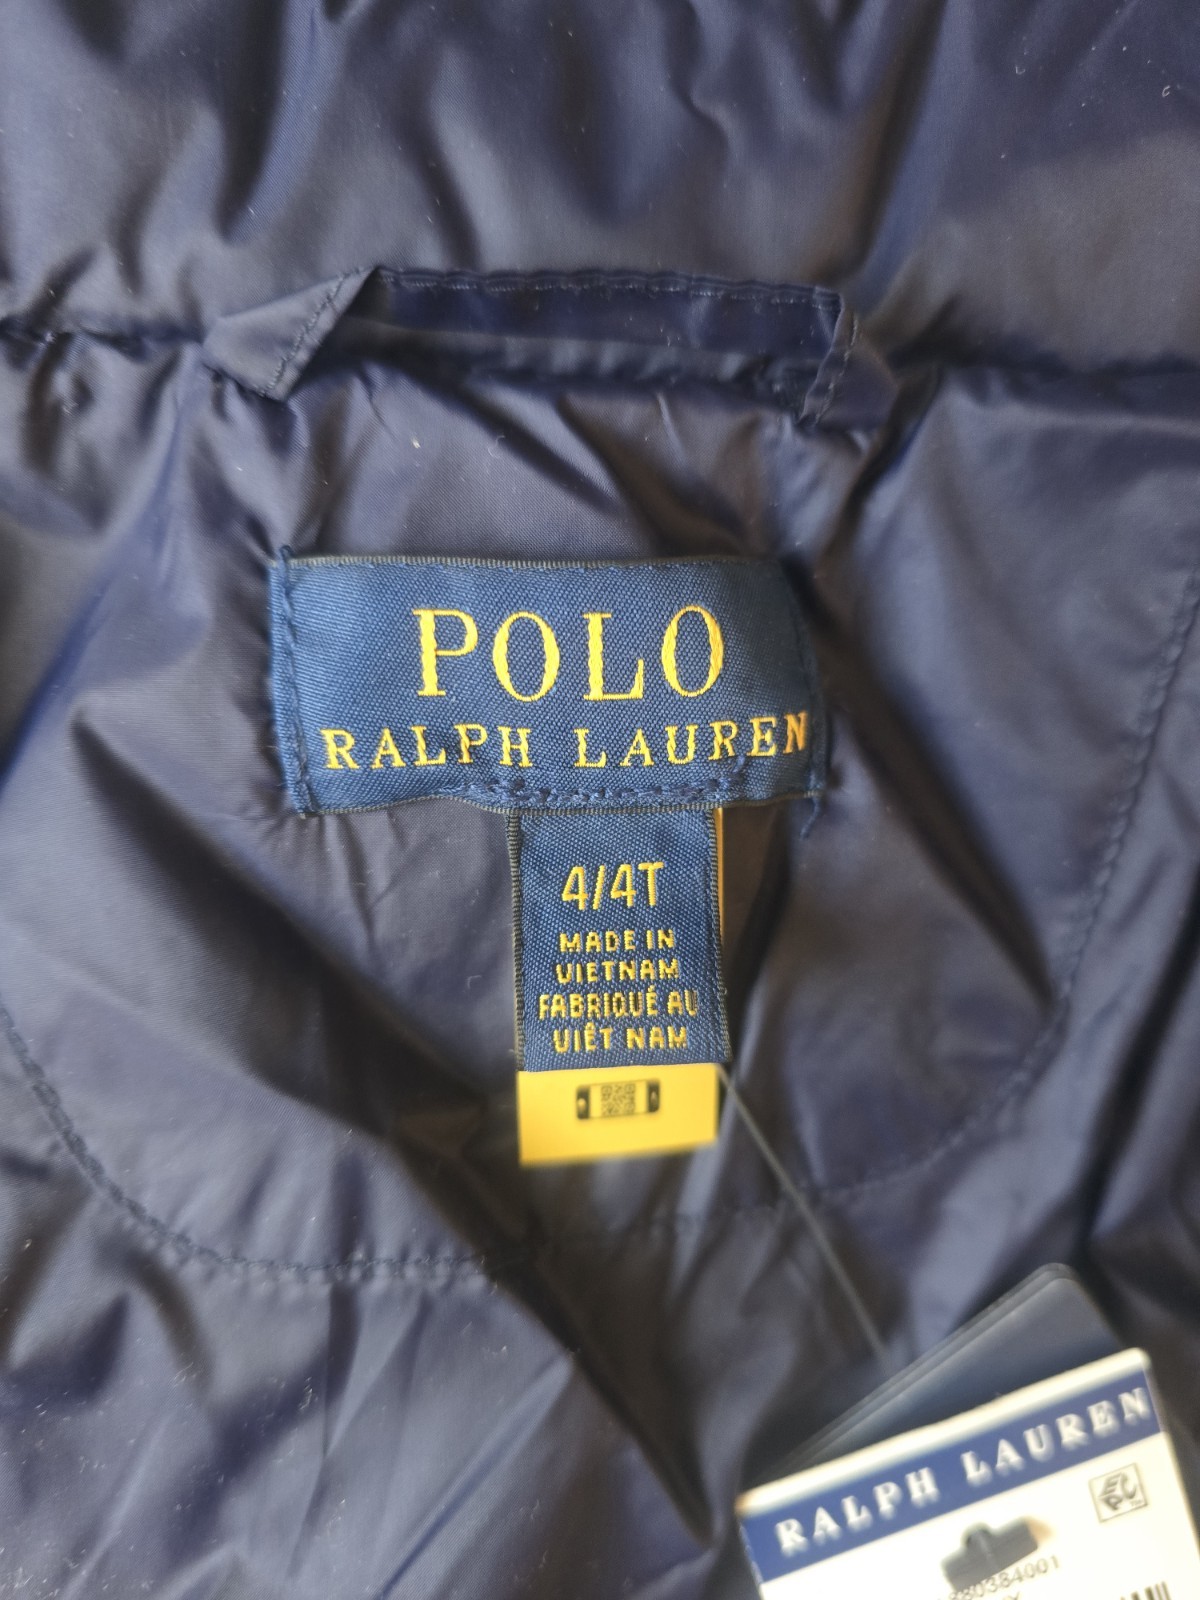 POLO
RALPH LAUREN
4/4T
MADE IN
VIETNAM
FABRIQUÉ AU
VIÊT NAM
RALPH LAUREN